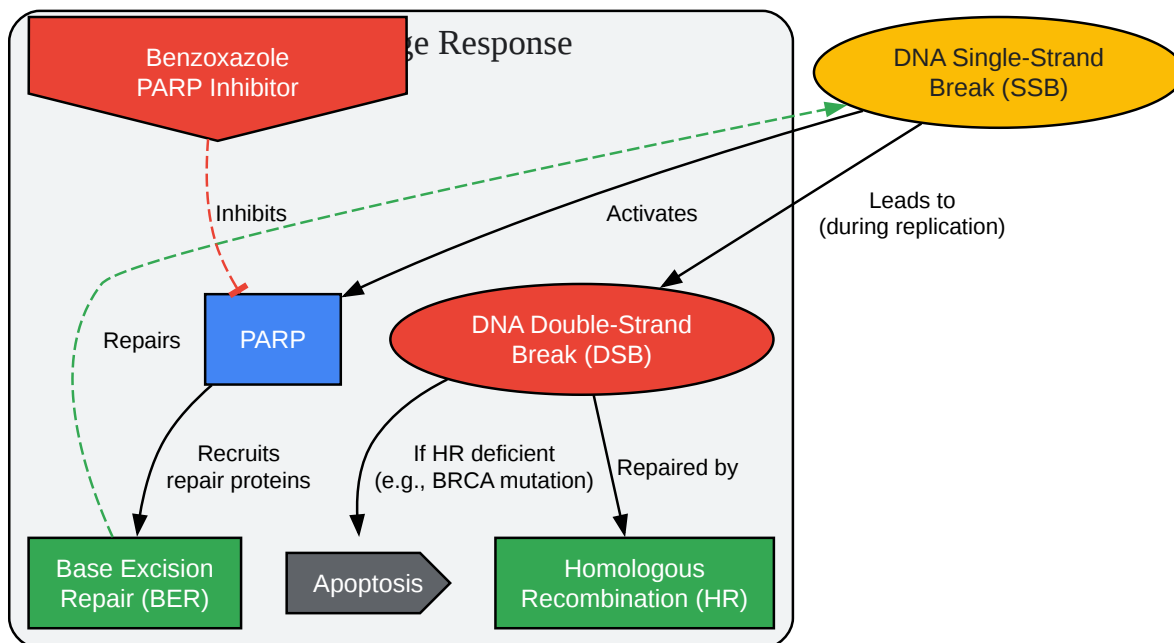 Benzoxazole
PARP Inhibitor
Response
DNA Single-Strand
Break (SSB)
Inhibits
Activates
Leads to
(during replication)
Repairs
PARP
DNA Double-Strand
Break (DSB)
Recruits
repair proteins
If HR deficient
(e.g., BRCA mutation)
Repaired by
Base Excision
Repair (BER)
Apoptosis
Homologous
Recombination (HR)